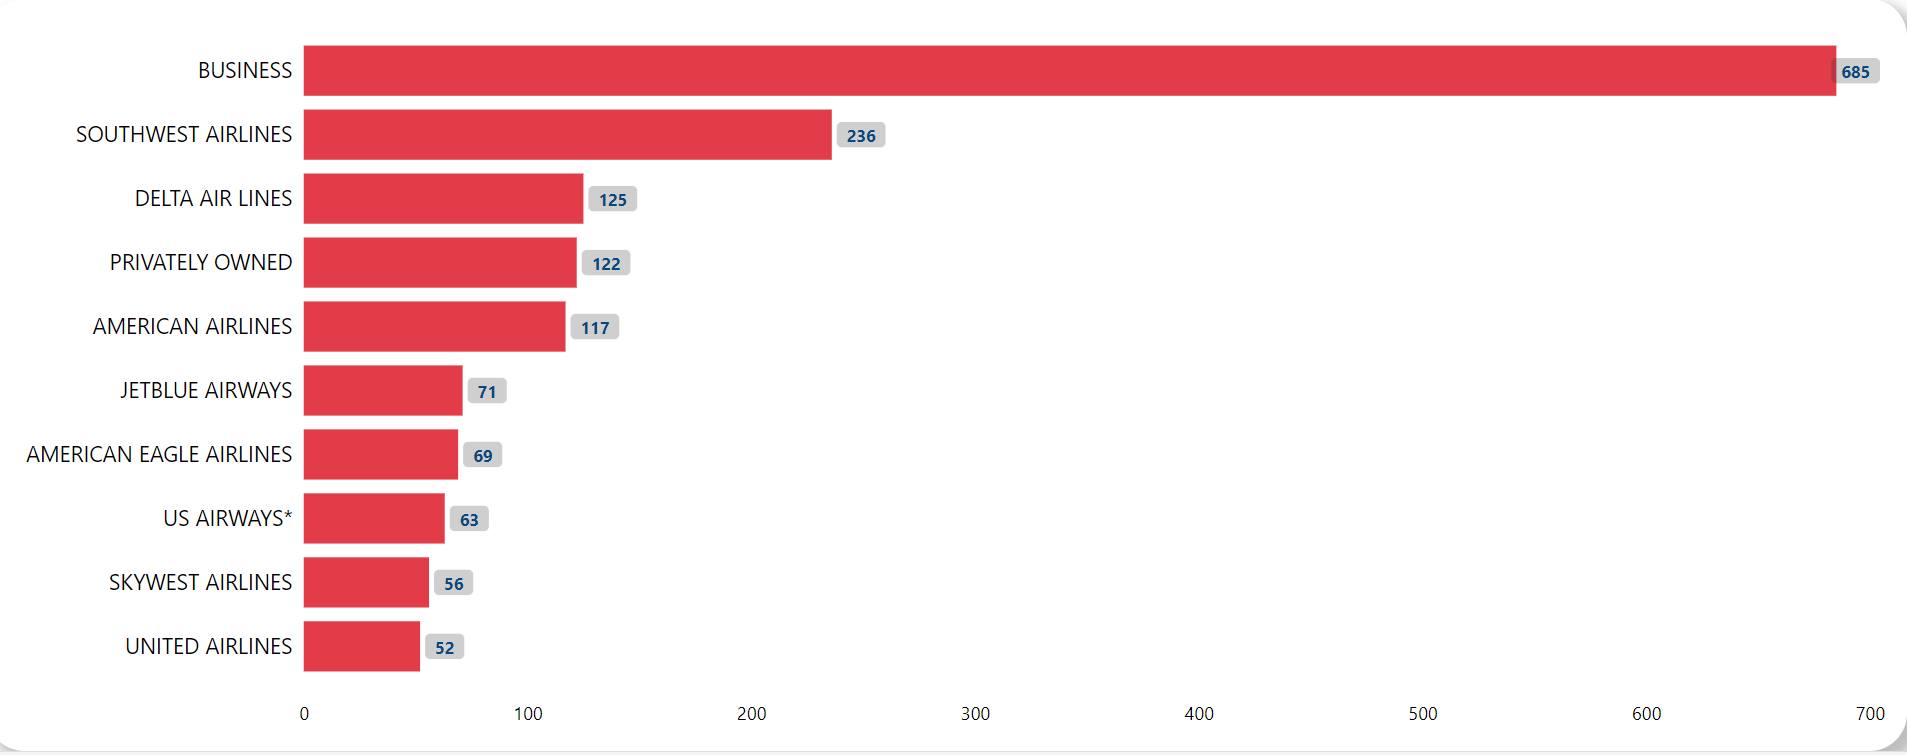 BUSINESS 685
SOUTHWEST AIRLINES 236
DELTA AIR LINES 125
PRIVATELY OWNED 122
AMERICAN AIRLINES 117
JETBLUE AIRWAYS 71
AMERICAN EAGLE AIRLINES 69
US AIRWAYS* 63
SKYWEST AIRLINES 56
UNITED AIRLINES 52
0 100 200 300 400 500 600 700